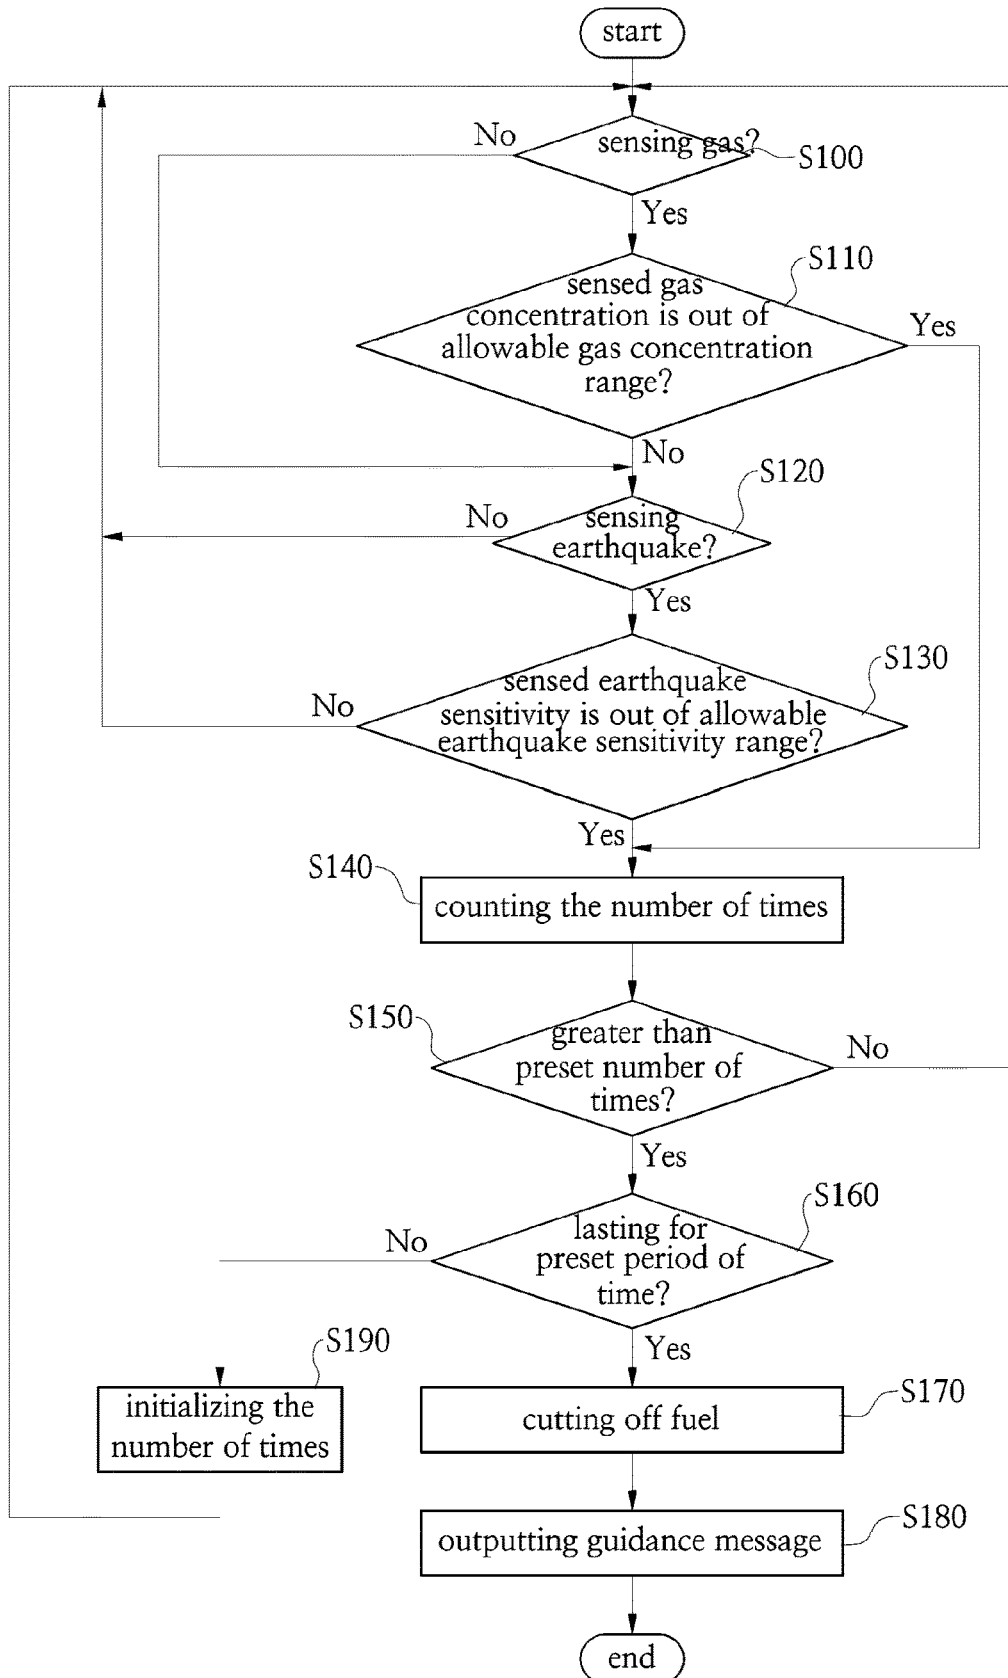 start
No
sensing gas?
S100
Yes
S110
sensed gas
concentration is out of
allowable gas concentration
range?
Yes
No
S120
No
sensing
earthquake?
Yes
S130
No
sensed earthquake
sensitivity is out of allowable
earthquake sensitivity range?
Yes
S140
counting the number of times
S150
greater than
preset number of
times?
No
Yes
S160
No
lasting for
preset period of
time?
Yes
S190
initializing the
number of times
S170
cutting off fuel
S180
outputting guidance message
end